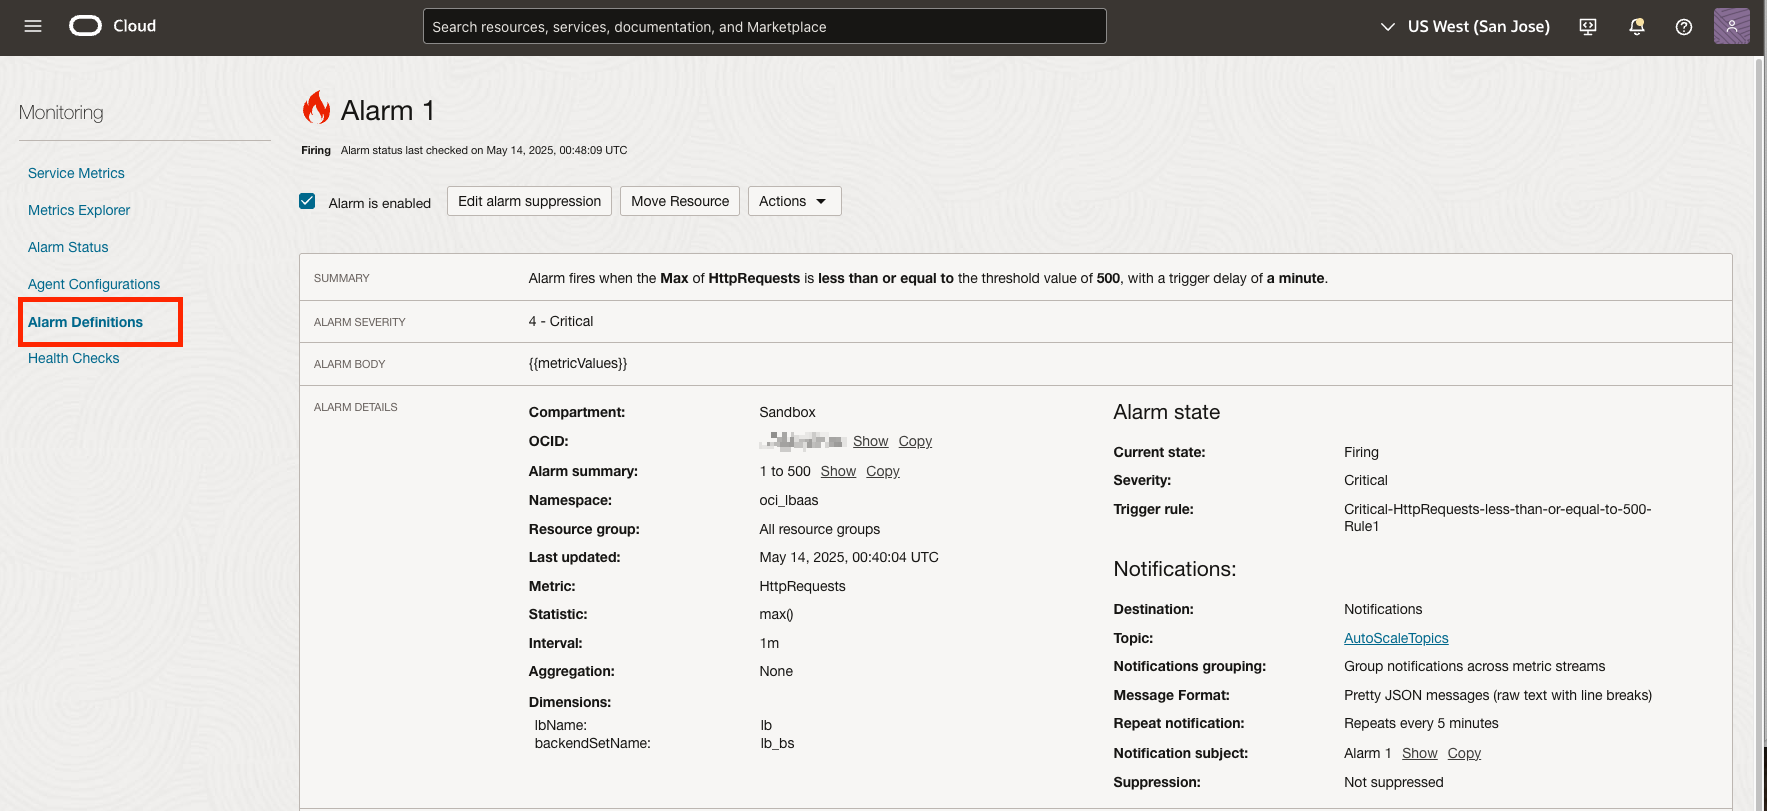 Cloud
Search resources, services, documentation, and Marketplace
US West (San Jose)
Monitoring
Service Metrics
Metrics Explorer
Alarm Status
Agent Configurations
Alarm Definitions
Health Checks
Alarm 1
Firing Alarm status last checked on May 14, 2025, 00:48:09 UTC
Alarm is enabled
Edit alarm suppression
Move Resource
Actions
SUMMARY
Alarm fires when the Max of HttpRequests is less than or equal to the threshold value of 500, with a trigger delay of a minute.
ALARM SEVERITY
4 - Critical
ALARM BODY
{{metricValues}}
ALARM DETAILS
Compartment: Sandbox
OCID: Show Copy
Alarm summary: 1 to 500 Show Copy
Namespace: oci_lbaas
Resource group: All resource groups
Last updated: May 14, 2025, 00:40:04 UTC
Metric: HttpRequests
Statistic: max()
Interval: 1m
Aggregation: None
Dimensions:
lbName: lb
backendSetName: lb_bs
Alarm state
Current state: Firing
Severity: Critical
Trigger rule: Critical-HttpRequests-less-than-or-equal-to-500-
Rule1
Notifications:
Destination: Notifications
Topic: AutoScaleTopics
Notifications grouping: Group notifications across metric streams
Message Format: Pretty JSON messages (raw text with line breaks)
Repeat notification: Repeats every 5 minutes
Notification subject: Alarm 1 Show Copy
Suppression: Not suppressed